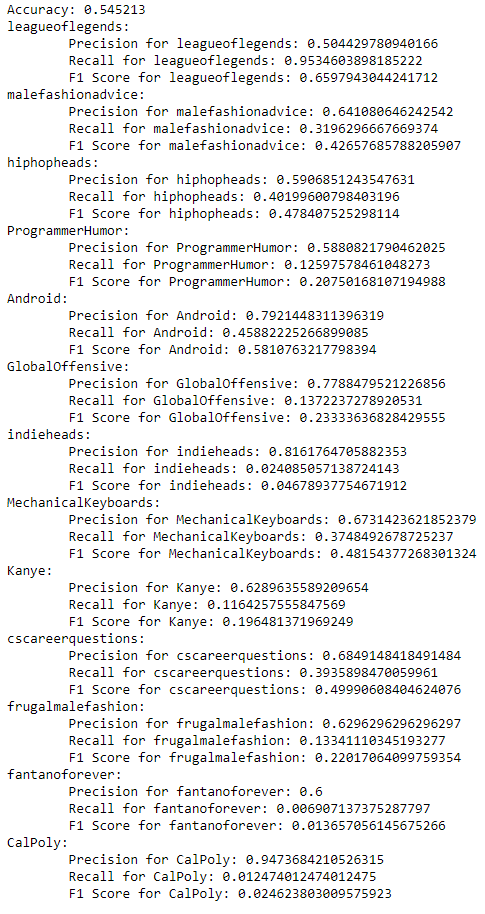 Accuracy: 0.545213
leagueoflegends:
Precision for leagueoflegends: 0.504429780940166
Recall for leagueoflegends: 0.9534603898185222
F1 Score for leagueoflegends: 0.6597943044241712
malefashionadvice:
Precision for malefashionadvice: 0.641080646242542
Recall for malefashionadvice: 0.3196296667669374
F1 Score for malefashionadvice: 0.42657685788205907
hiphopheads:
Precision for hiphopheads: 0.5906851243547631
Recall for hiphopheads: 0.40199600798403196
F1 Score for hiphopheads: 0.478407525298114
ProgrammerHumor:
Precision for ProgrammerHumor: 0.5880821790462025
Recall for ProgrammerHumor: 0.12597578461048273
F1 Score for ProgrammerHumor: 0.20750168107194988
Android:
Precision for Android: 0.7921448311396319
Recall for Android: 0.45882225266899085
F1 Score for Android: 0.5810763217798394
GlobalOffensive:
Precision for GlobalOffensive: 0.7788479521226856
Recall for GlobalOffensive: 0.1372237278920531
F1 Score for GlobalOffensive: 0.23333636828429555
indieheads:
Precision for indieheads: 0.8161764705882353
Recall for indieheads: 0.024085057138724143
F1 Score for indieheads: 0.04678937754671912
MechanicalKeyboards:
Precision for MechanicalKeyboards: 0.6731423621852379
Recall for MechanicalKeyboards: 0.3748492678725237
F1 Score for MechanicalKeyboards: 0.48154377268301324
Kanye:
Precision for Kanye: 0.6289635589209654
Recall for Kanye: 0.1164257555847569
F1 Score for Kanye: 0.196481371969249
cscareerquestions:
Precision for cscareerquestions: 0.6849148418491484
Recall for cscareerquestions: 0.3935898470059961
F1 Score for cscareerquestions: 0.49990608404624076
frugalmalefashion:
Precision for frugalmalefashion: 0.6296296296296297
Recall for frugalmalefashion: 0.13341110345193277
F1 Score for frugalmalefashion: 0.22017064099759354
fantanoforever:
Precision for fantanoforever: 0.6
Recall for fantanoforever: 0.006907137375287797
F1 Score for fantanoforever: 0.013657056145675266
CalPoly:
Precision for CalPoly: 0.9473684210526315
Recall for CalPoly: 0.012474012474012475
F1 Score for CalPoly: 0.024623803009575923